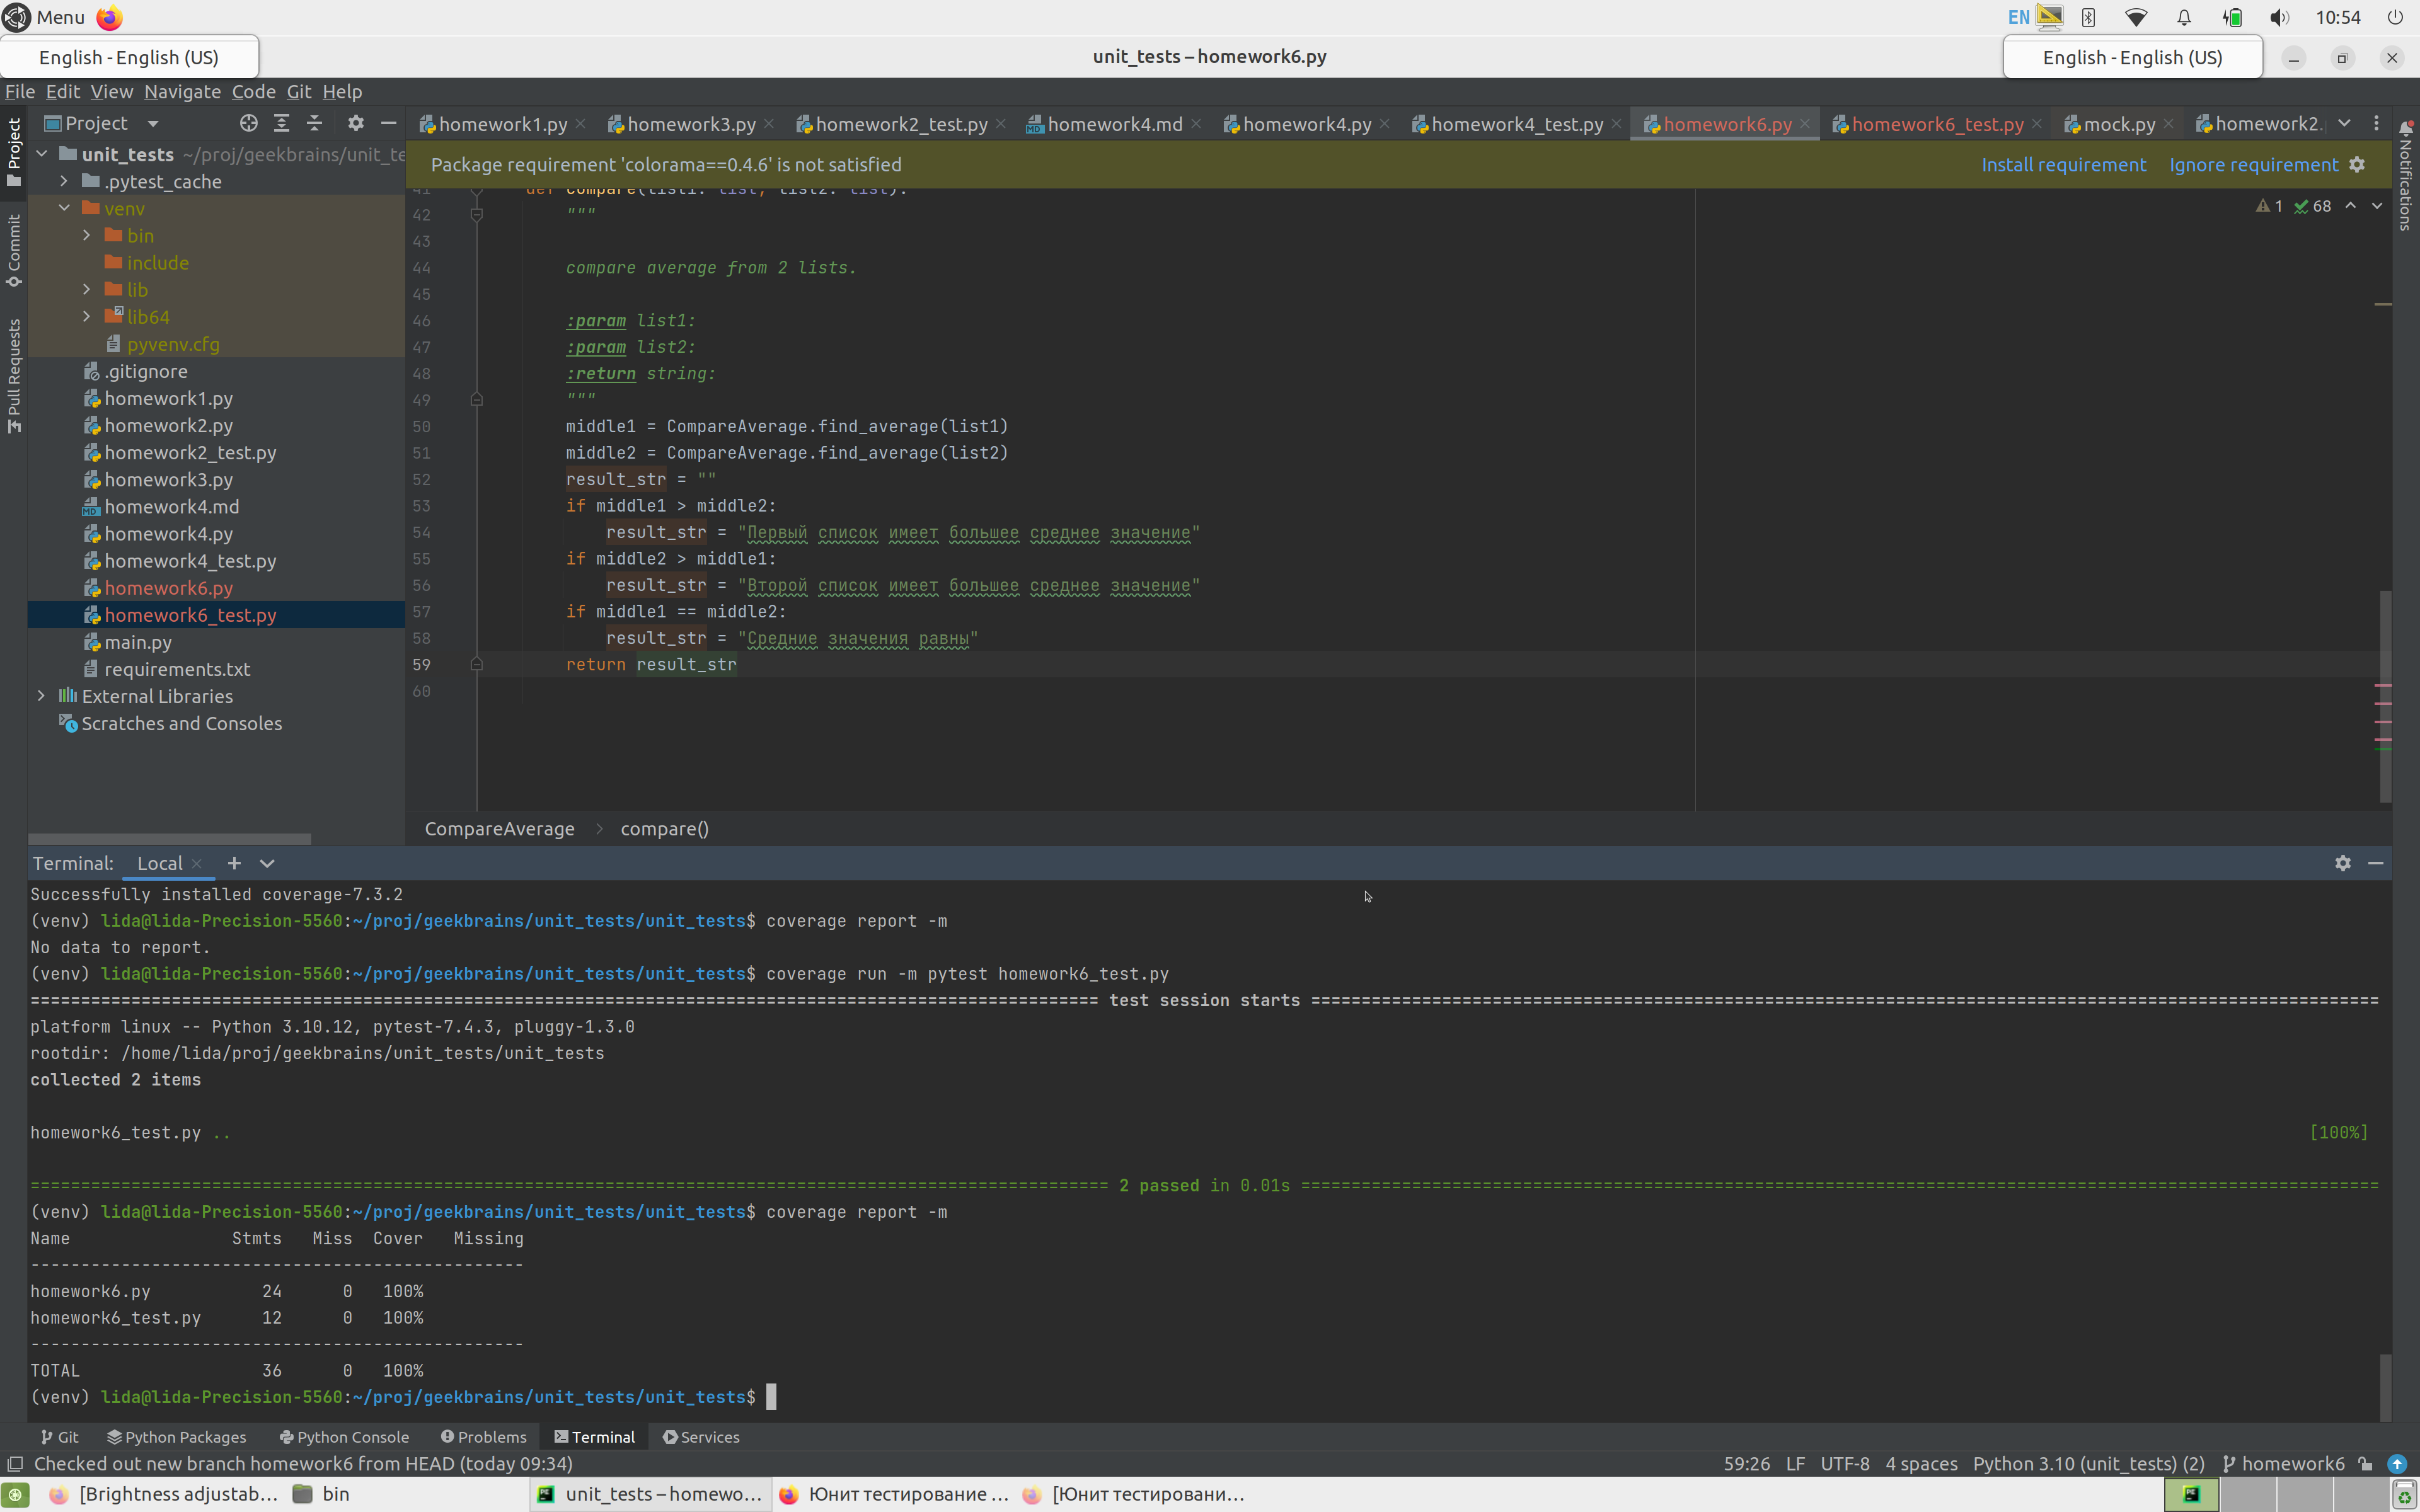 Menu
EN 10:54
English - English (US)
unit_tests – homework6.py
English - English (US)
File Edit View Navigate Code Git Help
Project
homework1.py
homework3.py
homework2_test.py
homework4.md
homework4.py
homework4_test.py
homework6.py
homework6_test.py
mock.py
homework2.
Project
Commit
Pull Requests
Notifications
unit_tests ~/proj/geekbrains/unit_te
.pytest_cache
venv
bin
include
lib
lib64
pyvenv.cfg
.gitignore
homework1.py
homework2.py
homework2_test.py
homework3.py
homework4.md
homework4.py
homework4_test.py
homework6.py
homework6_test.py
main.py
requirements.txt
External Libraries
Scratches and Consoles
Package requirement 'colorama==0.4.6' is not satisfied
Install requirement Ignore requirement
1 68
41 def compare(list1: list, list2: list):
42 """
43
44 compare average from 2 lists.
45
46 :param list1:
47 :param list2:
48 :return string:
49 """
50 middle1 = CompareAverage.find_average(list1)
51 middle2 = CompareAverage.find_average(list2)
52 result_str = ""
53 if middle1 > middle2:
54 result_str = "Первый список имеет большее среднее значение"
55 if middle2 > middle1:
56 result_str = "Второй список имеет большее среднее значение"
57 if middle1 == middle2:
58 result_str = "Средние значения равны"
59 return result_str
60
CompareAverage > compare()
Terminal: Local
Successfully installed coverage-7.3.2
(venv) lida@lida-Precision-5560:~/proj/geekbrains/unit_tests/unit_tests$ coverage report -m
No data to report.
(venv) lida@lida-Precision-5560:~/proj/geekbrains/unit_tests/unit_tests$ coverage run -m pytest homework6_test.py
test session starts
platform linux -- Python 3.10.12, pytest-7.4.3, pluggy-1.3.0
rootdir: /home/lida/proj/geekbrains/unit_tests/unit_tests
collected 2 items
homework6_test.py .. [100%]
2 passed in 0.01s
(venv) lida@lida-Precision-5560:~/proj/geekbrains/unit_tests/unit_tests$ coverage report -m
Name Stmts Miss Cover Missing
-------------------------------------------------
homework6.py 24 0 100%
homework6_test.py 12 0 100%
-------------------------------------------------
TOTAL 36 0 100%
(venv) lida@lida-Precision-5560:~/proj/geekbrains/unit_tests/unit_tests$
Git Python Packages Python Console Problems Terminal Services
Checked out new branch homework6 from HEAD (today 09:34)
59:26 LF UTF-8 4 spaces Python 3.10 (unit_tests) (2) homework6
[Brightness adjustab...
bin
unit_tests – homewo...
Юнит тестирование ...
[Юнит тестировани...